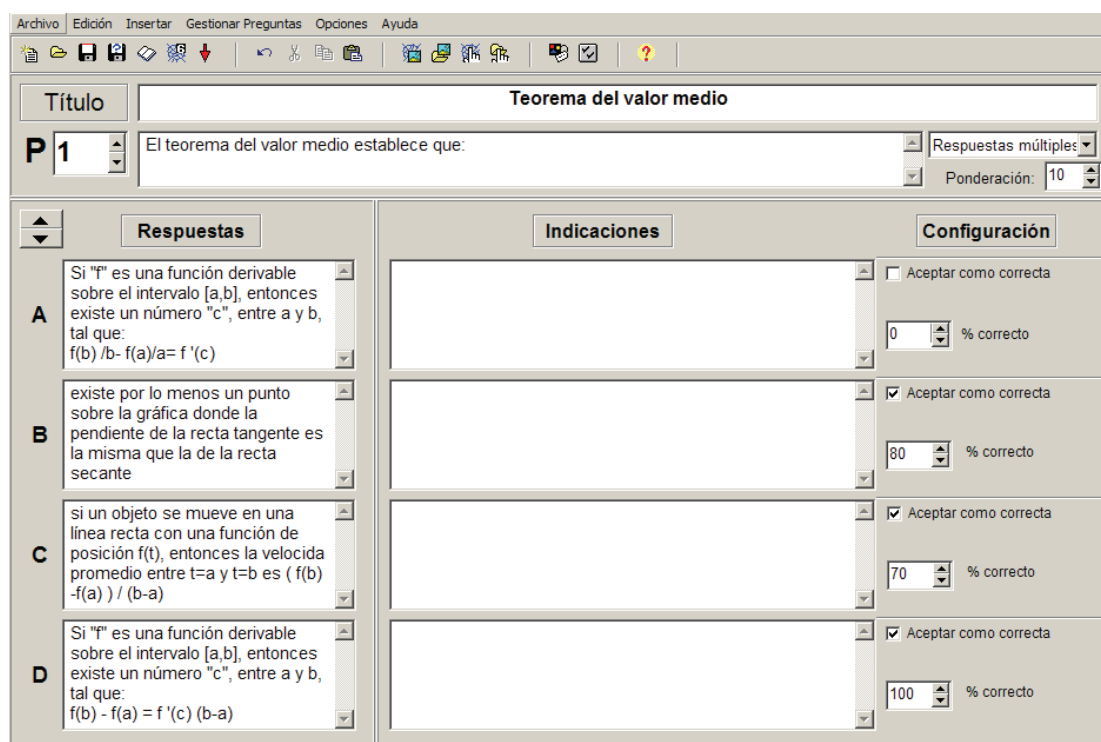 Archivo Edición Insertar Gestionar Preguntas Opciones Ayuda
Título Teorema del valor medio
P 1 El teorema del valor medio establece que: Respuestas múltiples
Ponderación: 10
Respuestas Indicaciones Configuración
A
Si "f" es una función derivable
sobre el intervalo [a,b], entonces
existe un número "c", entre a y b,
tal que:
f(b) /b- f(a)/a= f '(c)
Aceptar como correcta
0 % correcto
B
existe por lo menos un punto
sobre la gráfica donde la
pendiente de la recta tangente es
la misma que la de la recta
secante
Aceptar como correcta
80 % correcto
C
si un objeto se mueve en una
línea recta con una función de
posición f(t), entonces la velocida
promedio entre t=a y t=b es ( f(b)
-f(a) ) / (b-a)
Aceptar como correcta
70 % correcto
D
Si "f" es una función derivable
sobre el intervalo [a,b], entonces
existe un número "c", entre a y b,
tal que:
f(b) - f(a) = f '(c) (b-a)
Aceptar como correcta
100 % correcto